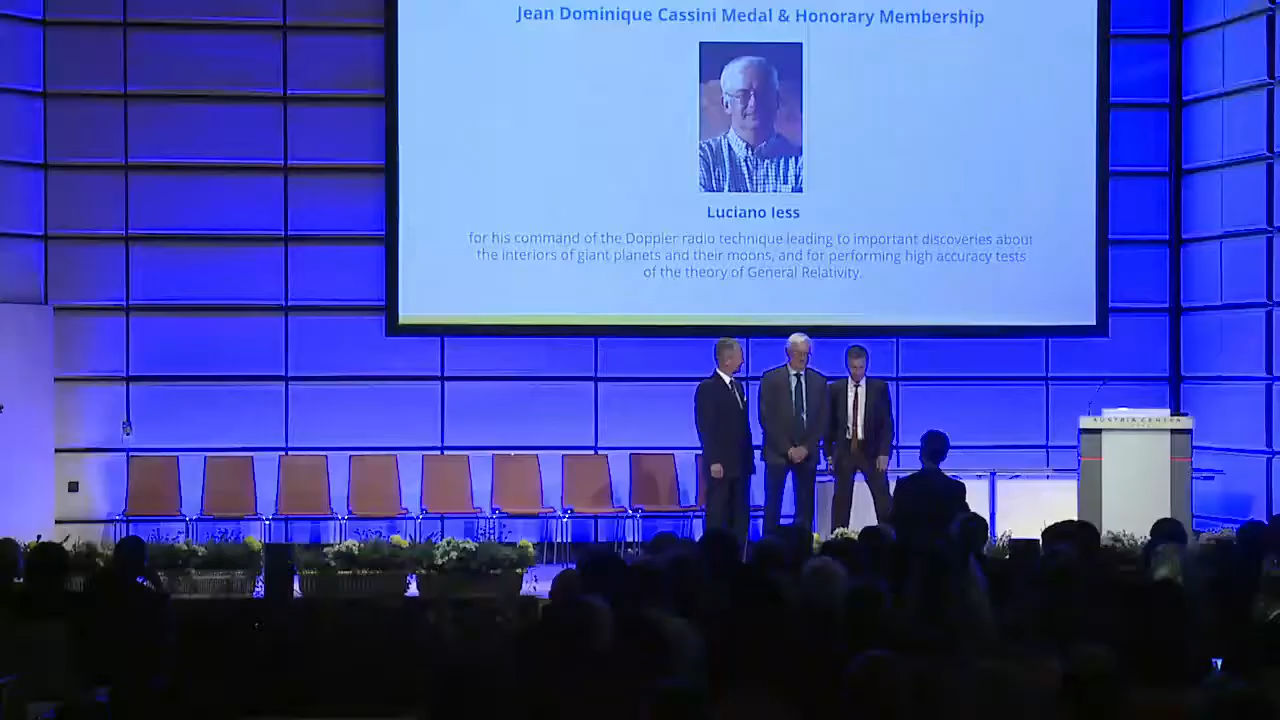 Jean Dominique Cassini Medal & Honorary Membership
Luciano Iess
for his command of the Doppler radio technique leading to important discoveries about
the interiors of giant planets and their moons, and for performing high accuracy tests
of the theory of General Relativity.
AUSTRIA CENTER